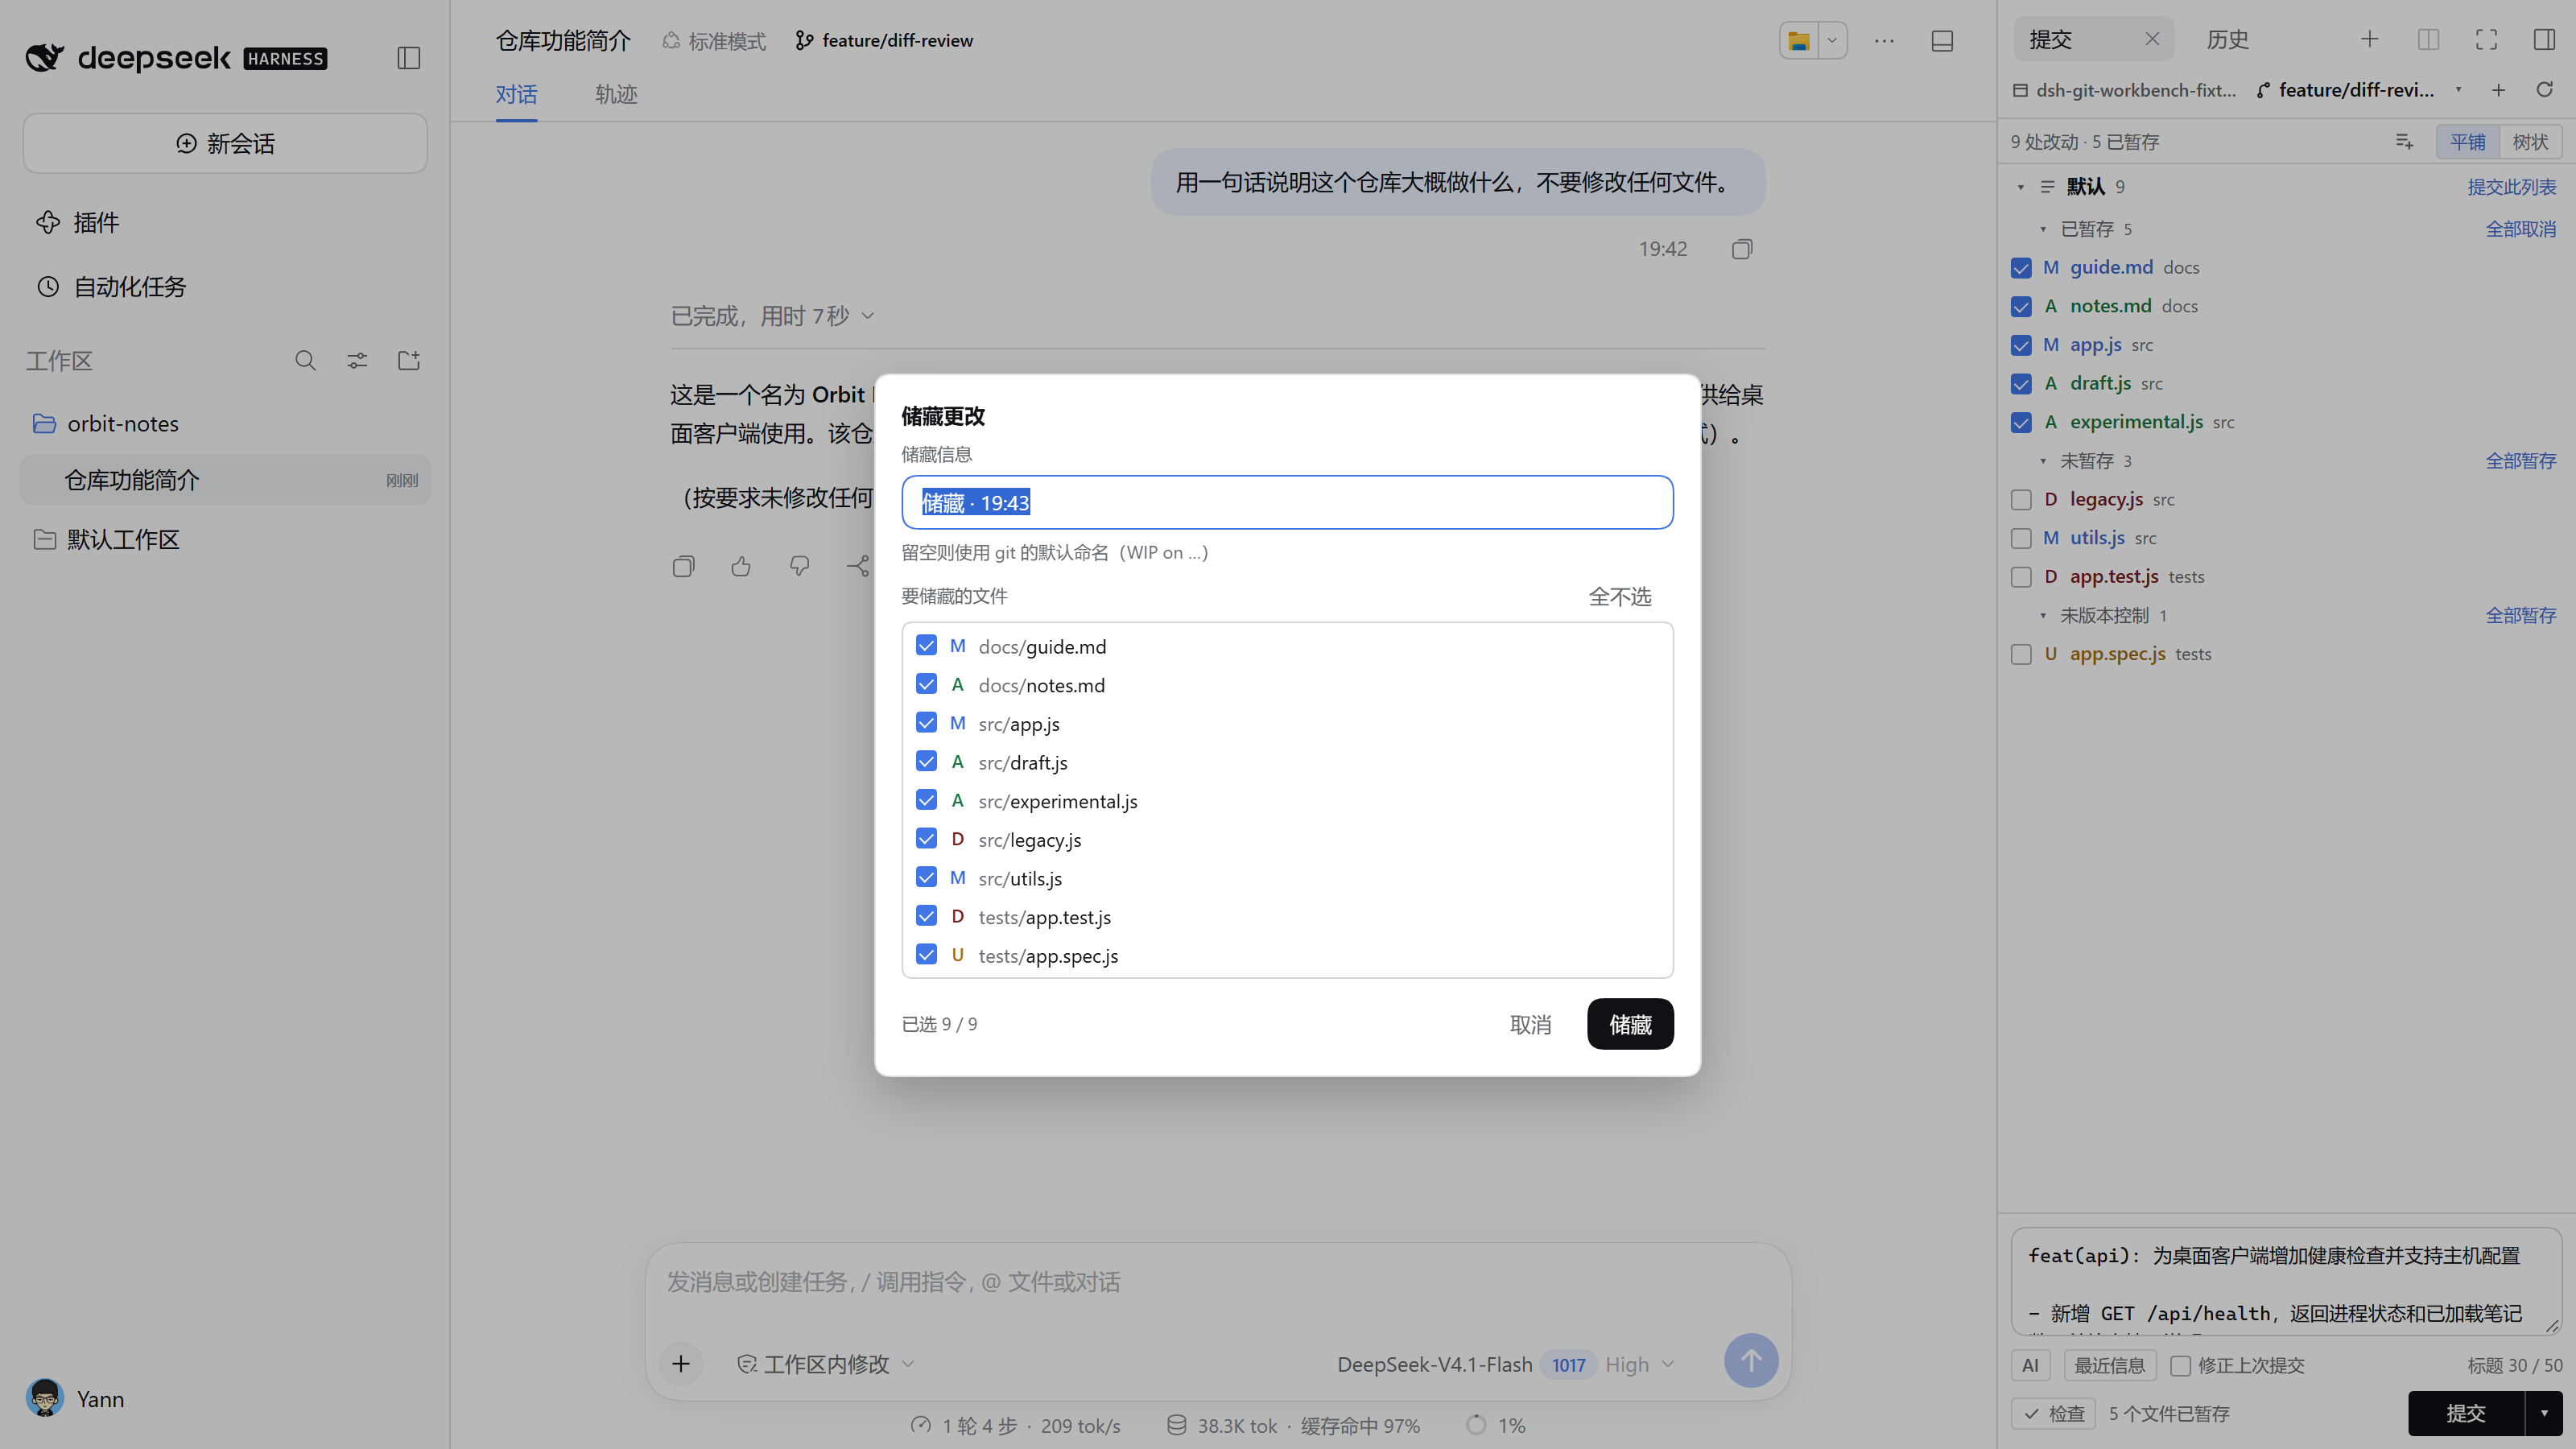 deepseek HARNESS
新会话
插件
自动化任务
工作区
orbit-notes
仓库功能简介 刚刚
默认工作区
Yann
仓库功能简介 标准模式 feature/diff-review
对话 轨迹
用一句话说明这个仓库大概做什么，不要修改任何文件。
19:42
已完成，用时 7 秒
这是一个名为 Orbit
供给桌
面客户端使用。该仓
）。
（按要求未修改任何
储藏更改
储藏信息
储藏 · 19:43
留空则使用 git 的默认命名（WIP on …）
要储藏的文件 全不选
M docs/guide.md
A docs/notes.md
M src/app.js
A src/draft.js
A src/experimental.js
D src/legacy.js
M src/utils.js
D tests/app.test.js
U tests/app.spec.js
已选 9 / 9 取消 储藏
发消息或创建任务, / 调用指令, @ 文件或对话
工作区内修改 DeepSeek-V4.1-Flash 1017 High
1 轮 4 步 · 209 tok/s 38.3K tok · 缓存命中 97% 1%
提交 历史
dsh-git-workbench-fixt... feature/diff-revi...
9 处改动 · 5 已暂存 平铺 树状
默认 9 提交此列表
已暂存 5 全部取消
M guide.md docs
A notes.md docs
M app.js src
A draft.js src
A experimental.js src
未暂存 3 全部暂存
D legacy.js src
M utils.js src
D app.test.js tests
未版本控制 1 全部暂存
U app.spec.js tests
feat(api): 为桌面客户端增加健康检查并支持主机配置
- 新增 GET /api/health，返回进程状态和已加载笔记
AI 最近信息 修正上次提交 标题 30 / 50
检查 5 个文件已暂存 提交